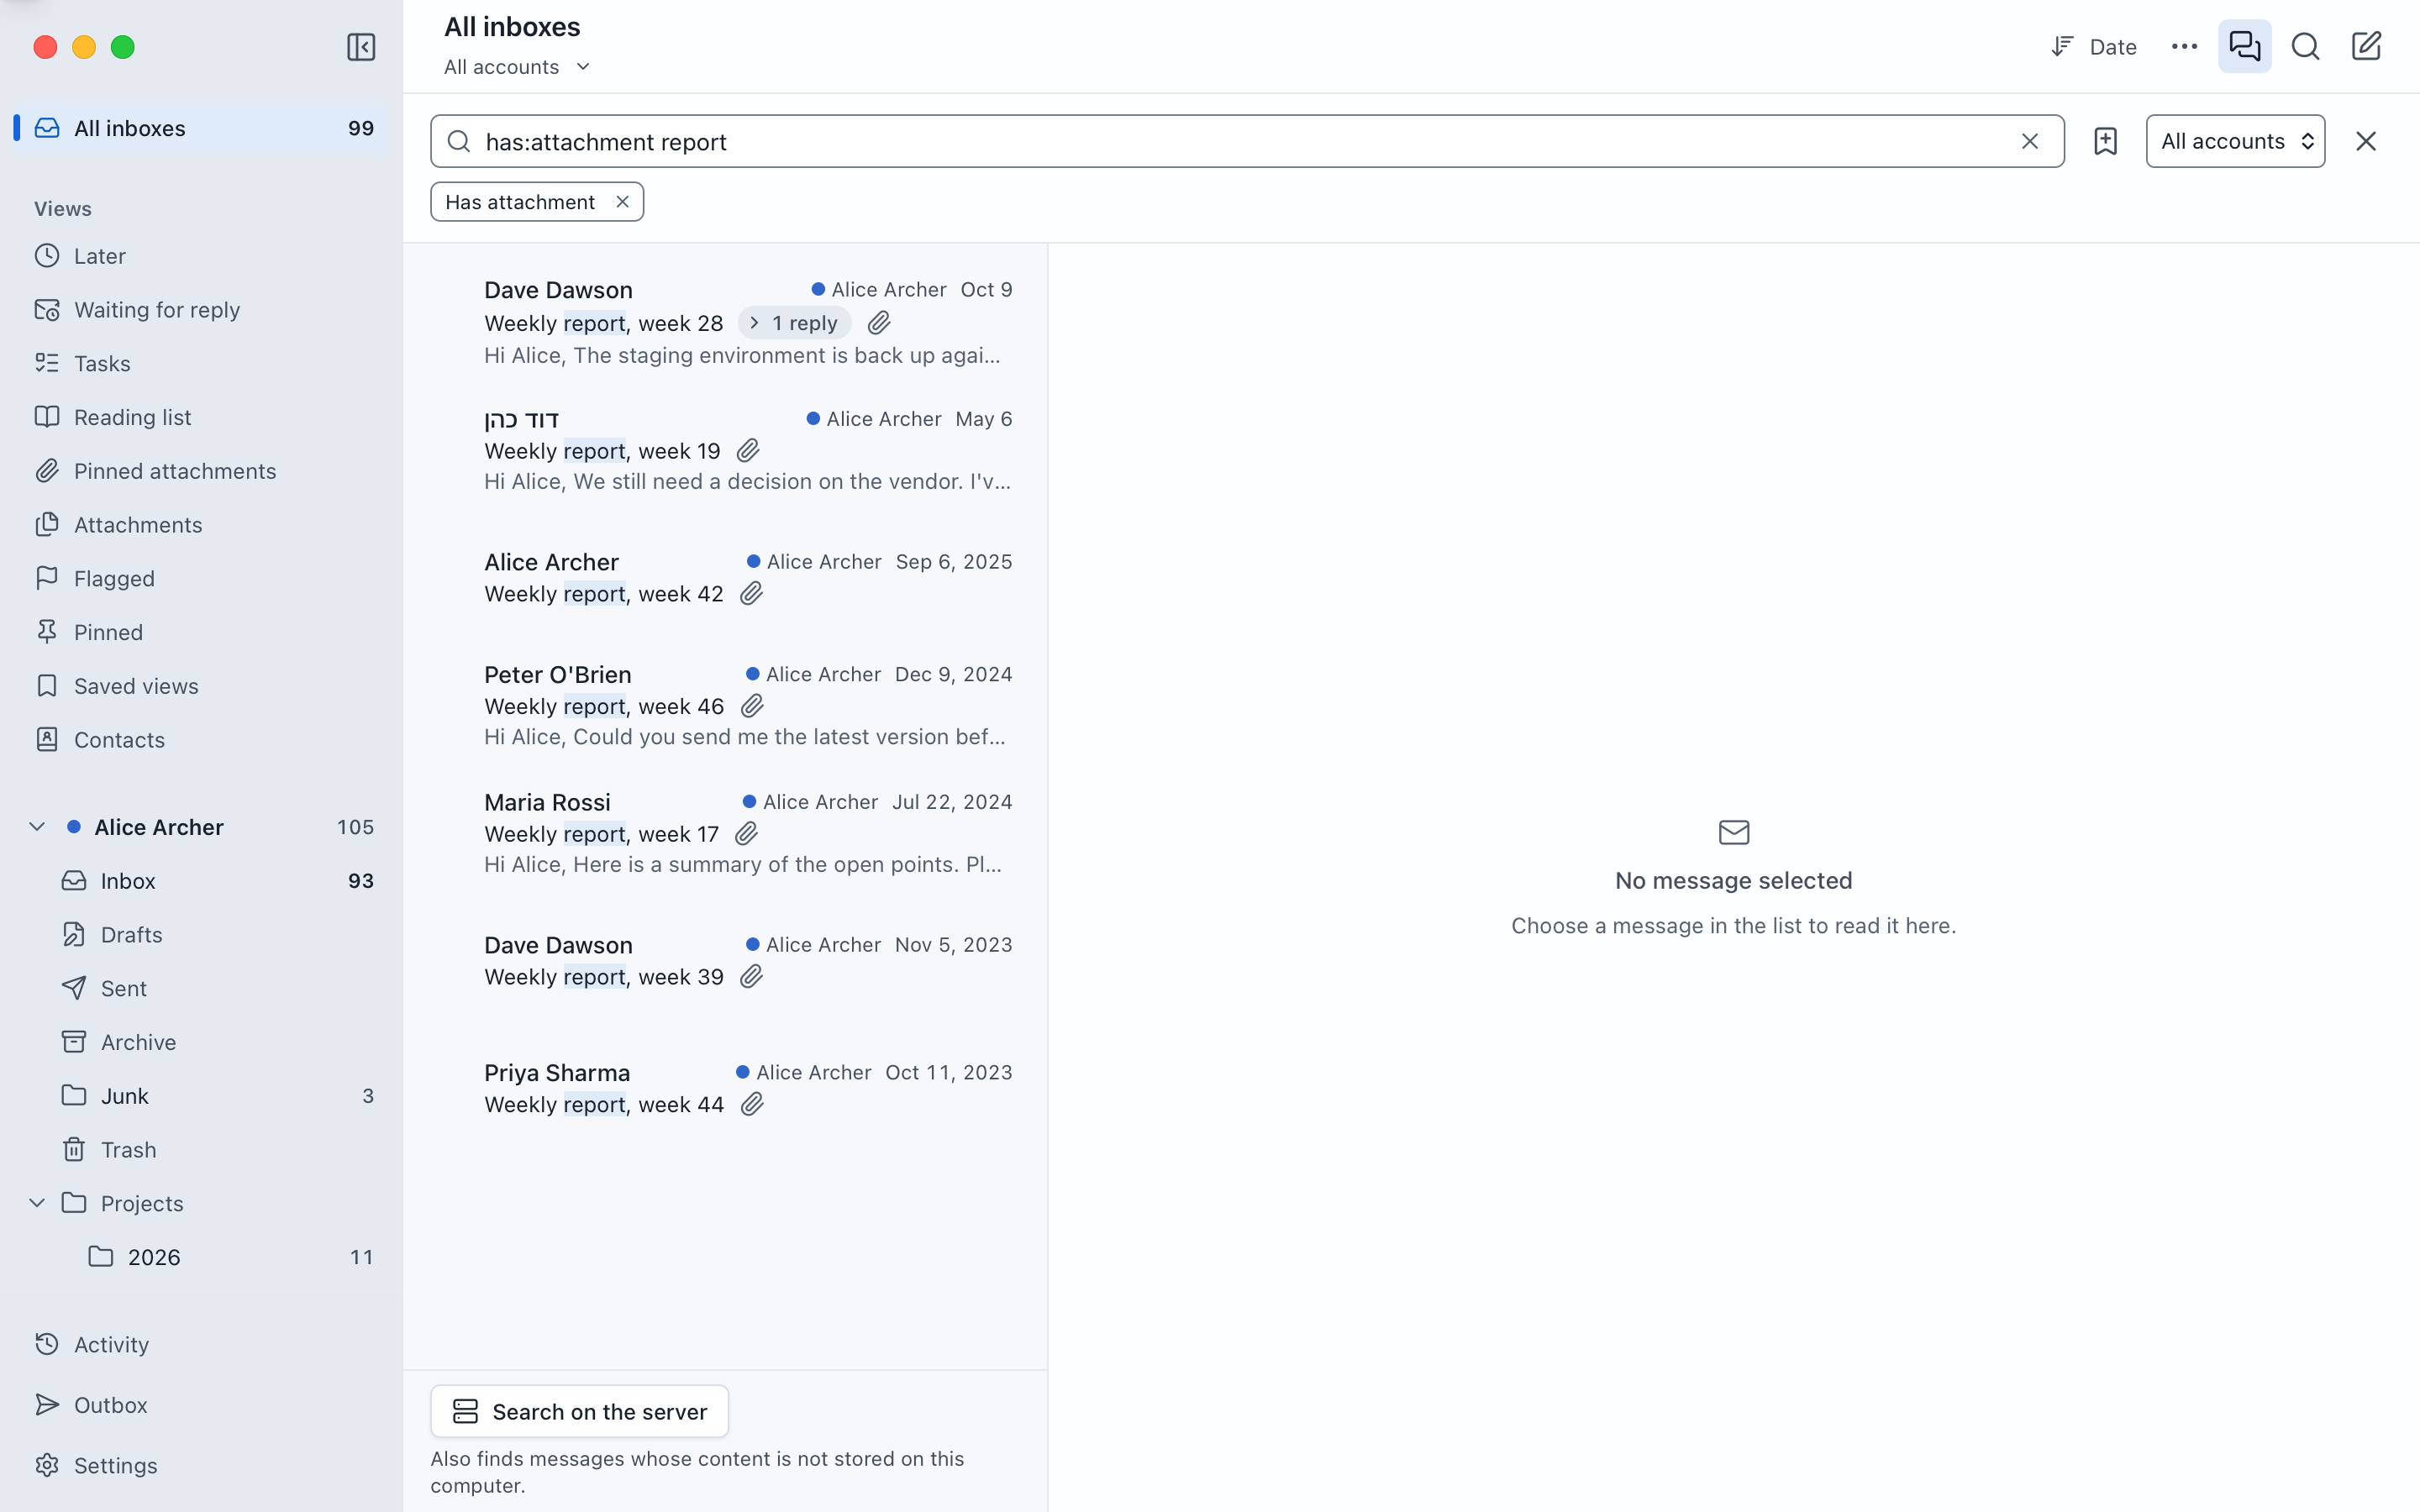 All inboxes
All accounts
Date
All inboxes 99
Views
Later
Waiting for reply
Tasks
Reading list
Pinned attachments
Attachments
Flagged
Pinned
Saved views
Contacts
Alice Archer 105
Inbox 93
Drafts
Sent
Archive
Junk 3
Trash
Projects
2026 11
Activity
Outbox
Settings
has:attachment report
All accounts
Has attachment
Dave Dawson Alice Archer Oct 9
Weekly report, week 28 1 reply
Hi Alice, The staging environment is back up agai...
דוד כהן Alice Archer May 6
Weekly report, week 19
Hi Alice, We still need a decision on the vendor. I'v...
Alice Archer Alice Archer Sep 6, 2025
Weekly report, week 42
Peter O'Brien Alice Archer Dec 9, 2024
Weekly report, week 46
Hi Alice, Could you send me the latest version bef...
Maria Rossi Alice Archer Jul 22, 2024
Weekly report, week 17
Hi Alice, Here is a summary of the open points. Pl...
Dave Dawson Alice Archer Nov 5, 2023
Weekly report, week 39
Priya Sharma Alice Archer Oct 11, 2023
Weekly report, week 44
Search on the server
Also finds messages whose content is not stored on this
computer.
No message selected
Choose a message in the list to read it here.